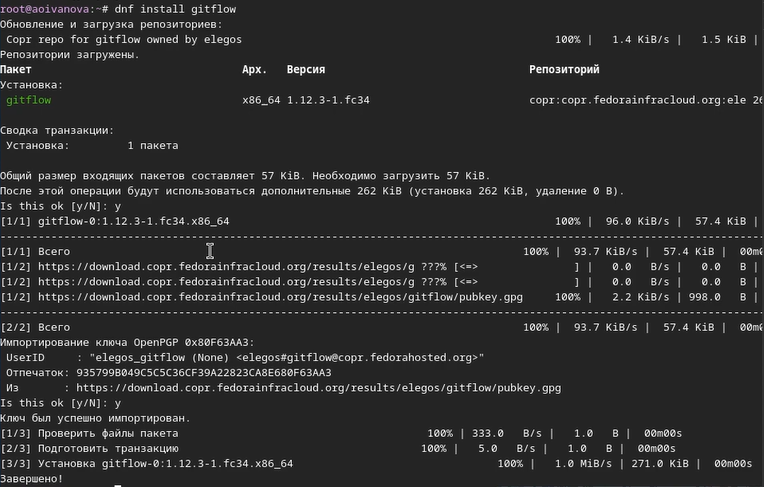 root@aoivanova:~# dnf install gitflow
Обновление и загрузка репозиториев:
Copr repo for gitflow owned by elegos 100% | 1.4 KiB/s | 1.5 KiB |
Репозитории загружены.
Пакет Арх. Версия Репозиторий
Установка:
gitflow x86_64 1.12.3-1.fc34 copr:copr.fedorainfracloud.org:ele 26
Сводка транзакции:
Установка: 1 пакета
Общий размер входящих пакетов составляет 57 KiB. Необходимо загрузить 57 KiB.
После этой операции будут использоваться дополнительные 262 KiB (установка 262 KiB, удаление 0 B).
Is this ok [y/N]: y
[1/1] gitflow-0:1.12.3-1.fc34.x86_64 100% | 96.0 KiB/s | 57.4 KiB |
--------------------------------------------------------------------------------
[1/1] Всего 100% | 93.7 KiB/s | 57.4 KiB | 00m0
[1/2] https://download.copr.fedorainfracloud.org/results/elegos/g ???% [<=> ] | 0.0 B/s | 0.0 B |
[1/2] https://download.copr.fedorainfracloud.org/results/elegos/g ???% [<=> ] | 0.0 B/s | 0.0 B |
[1/2] https://download.copr.fedorainfracloud.org/results/elegos/gitflow/pubkey.gpg 100% | 2.2 KiB/s | 998.0 B |
--------------------------------------------------------------------------------
[2/2] Всего 100% | 93.7 KiB/s | 57.4 KiB | 00m0
Импортирование ключа OpenPGP 0x80F63AA3:
UserID : "elegos_gitflow (None) <elegos#gitflow@copr.fedorahosted.org>"
Отпечаток: 935799B049C5C5C36CF39A22823CA8E680F63AA3
Из : https://download.copr.fedorainfracloud.org/results/elegos/gitflow/pubkey.gpg
Is this ok [y/N]: y
Ключ был успешно импортирован.
[1/3] Проверить файлы пакета 100% | 333.0 B/s | 1.0 B | 00m00s
[2/3] Подготовить транзакцию 100% | 5.0 B/s | 1.0 B | 00m00s
[3/3] Установка gitflow-0:1.12.3-1.fc34.x86_64 100% | 1.0 MiB/s | 271.0 KiB | 00m00s
Завершено!